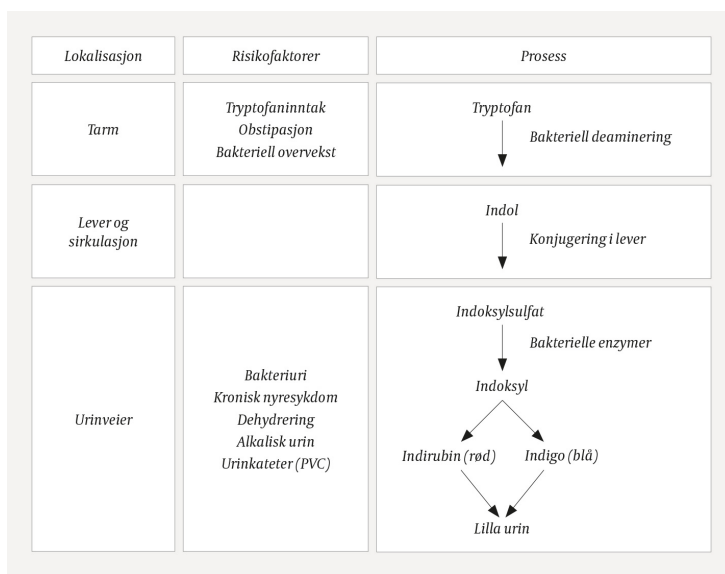 Lokalisasjon
Risikofaktorer
Prosess
Tarm
Tryptofaninntak
Obstipasjon
Bakteriell overvekst
Tryptofan
Bakteriell deaminering
Lever og
sirkulasjon
Indol
Konjugering i lever
Urinveier
Bakteriuri
Kronisk nyresykdom
Dehydrering
Alkalisk urin
Urinkateter (PVC)
Indoksylsulfat
Bakterielle enzymer
Indoksyl
Indirubin (rød)
Indigo (blå)
Lilla urin